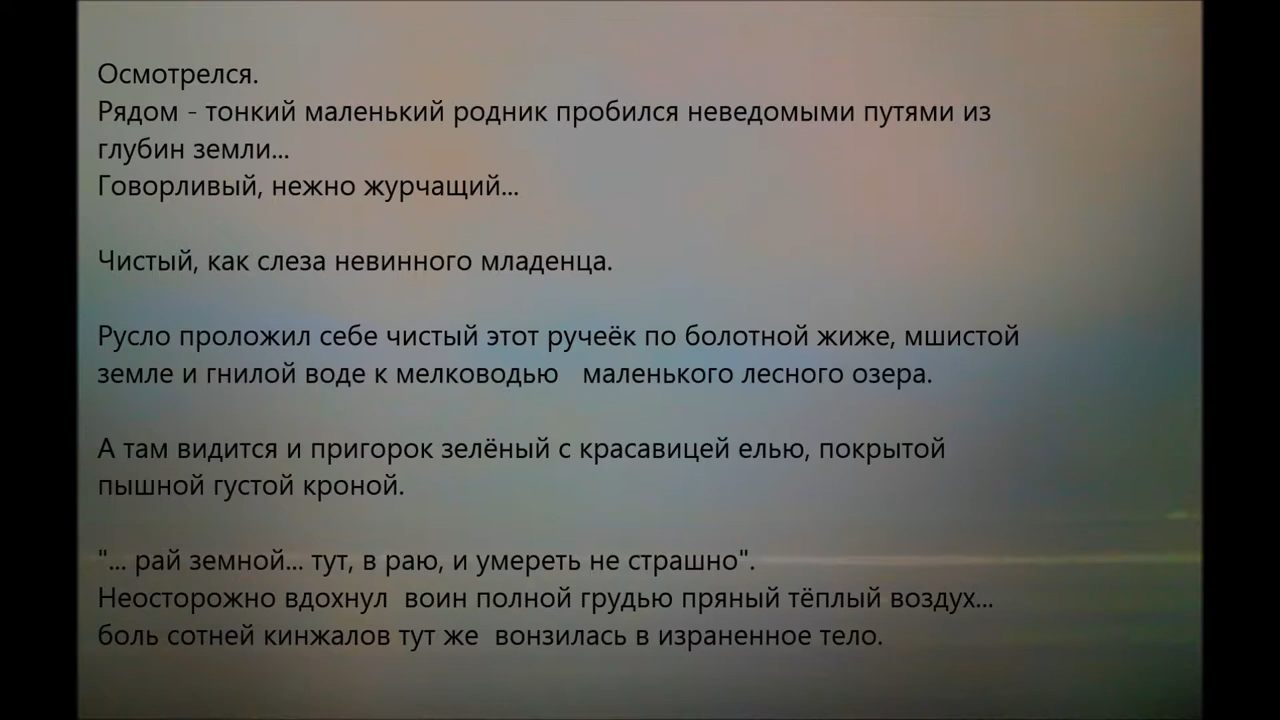 Осмотрелся.
Рядом - тонкий маленький родник пробился неведомыми путями из
глубин земли...
Говорливый, нежно журчащий...
Чистый, как слеза невинного младенца.
Русло проложил себе чистый этот ручеёк по болотной жиже, мшистой
земле и гнилой воде к мелководью   маленького лесного озера.
А там видится и пригорок зелёный с красавицей елью, покрытой
пышной густой кроной.
"... рай земной... тут, в раю, и умереть не страшно".
Неосторожно вдохнул  воин полной грудью пряный тёплый воздух...
боль сотней кинжалов тут же  вонзилась в израненное тело.